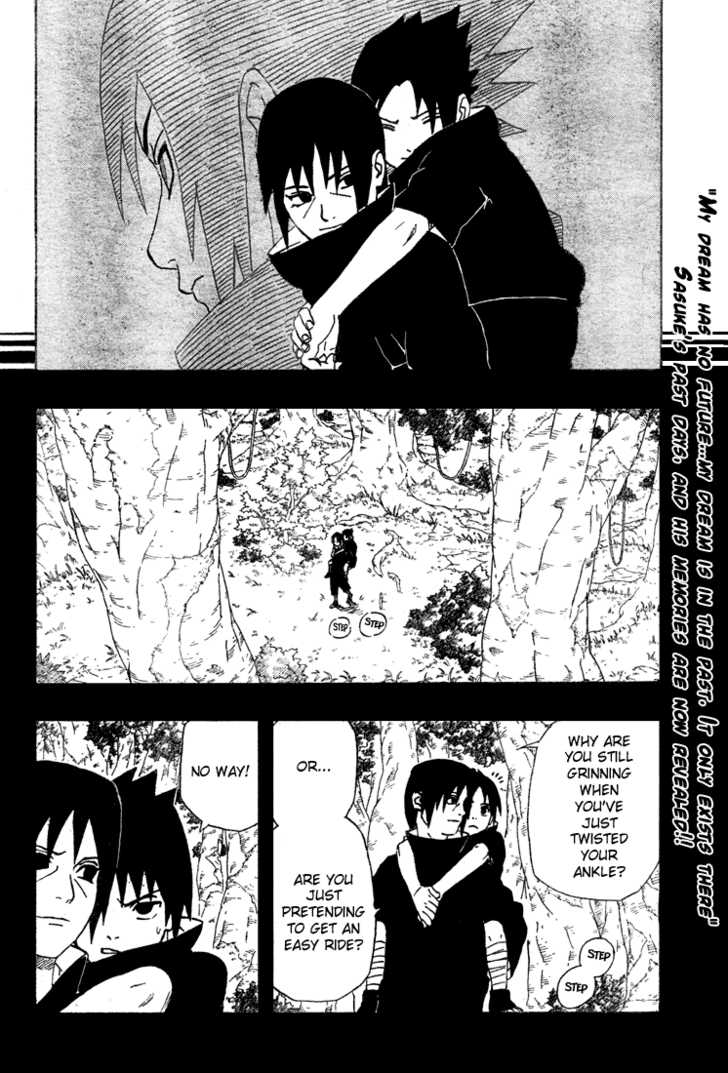 "My dream has no future...my dream is in the past. It only exists there"
Sasuke's past days, and his memories are now revealed!!
STEP
STEP
WHY ARE
YOU STILL
GRINNING
WHEN
YOU'VE
JUST
TWISTED
YOUR
ANKLE?
OR...
ARE YOU
JUST
PRETENDING
TO GET AN
EASY RIDE?
STEP
STEP
NO WAY!